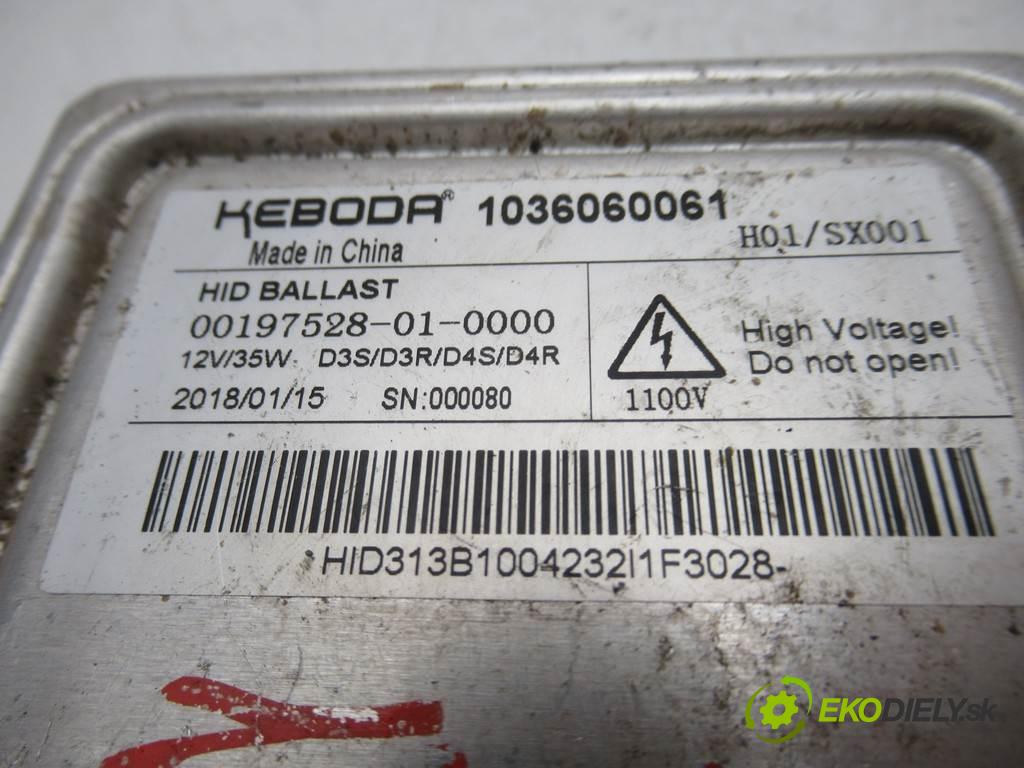 KEBODA® 1036060061
Made in China
H01/SX001
HID BALLAST
00197528-01-0000
12V/35W D3S/D3R/D4S/D4R
2018/01/15 SN:000080
1100V
High Voltage!
Do not open!
HID313B1004232I1F3028-
EKODIELY.sk